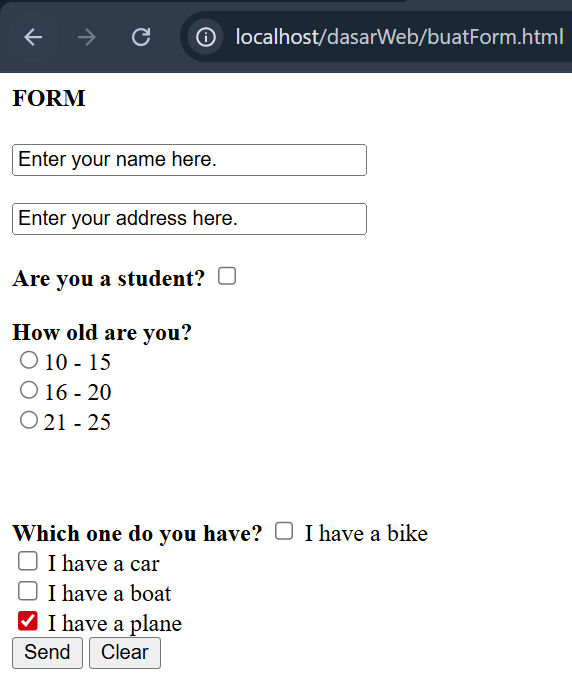 localhost/dasarWeb/buatForm.html
FORM
Enter your name here.
Enter your address here.
Are you a student?
How old are you?
10 - 15
16 - 20
21 - 25
Which one do you have? I have a bike
I have a car
I have a boat
I have a plane
Send Clear